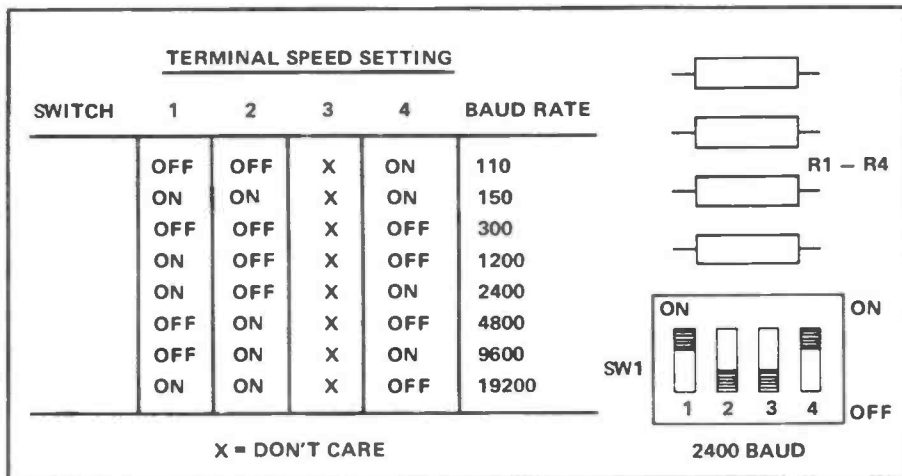 TERMINAL SPEED SETTING
SWITCH 1 2 3 4 BAUD RATE
OFF OFF X ON 110
ON ON X ON 150
OFF OFF X OFF 300
ON OFF X OFF 1200
ON OFF X ON 2400
OFF ON X OFF 4800
OFF ON X ON 9600
ON ON X OFF 19200
X = DON'T CARE
R1 – R4
ON ON
SW1
1 2 3 4 OFF
2400 BAUD